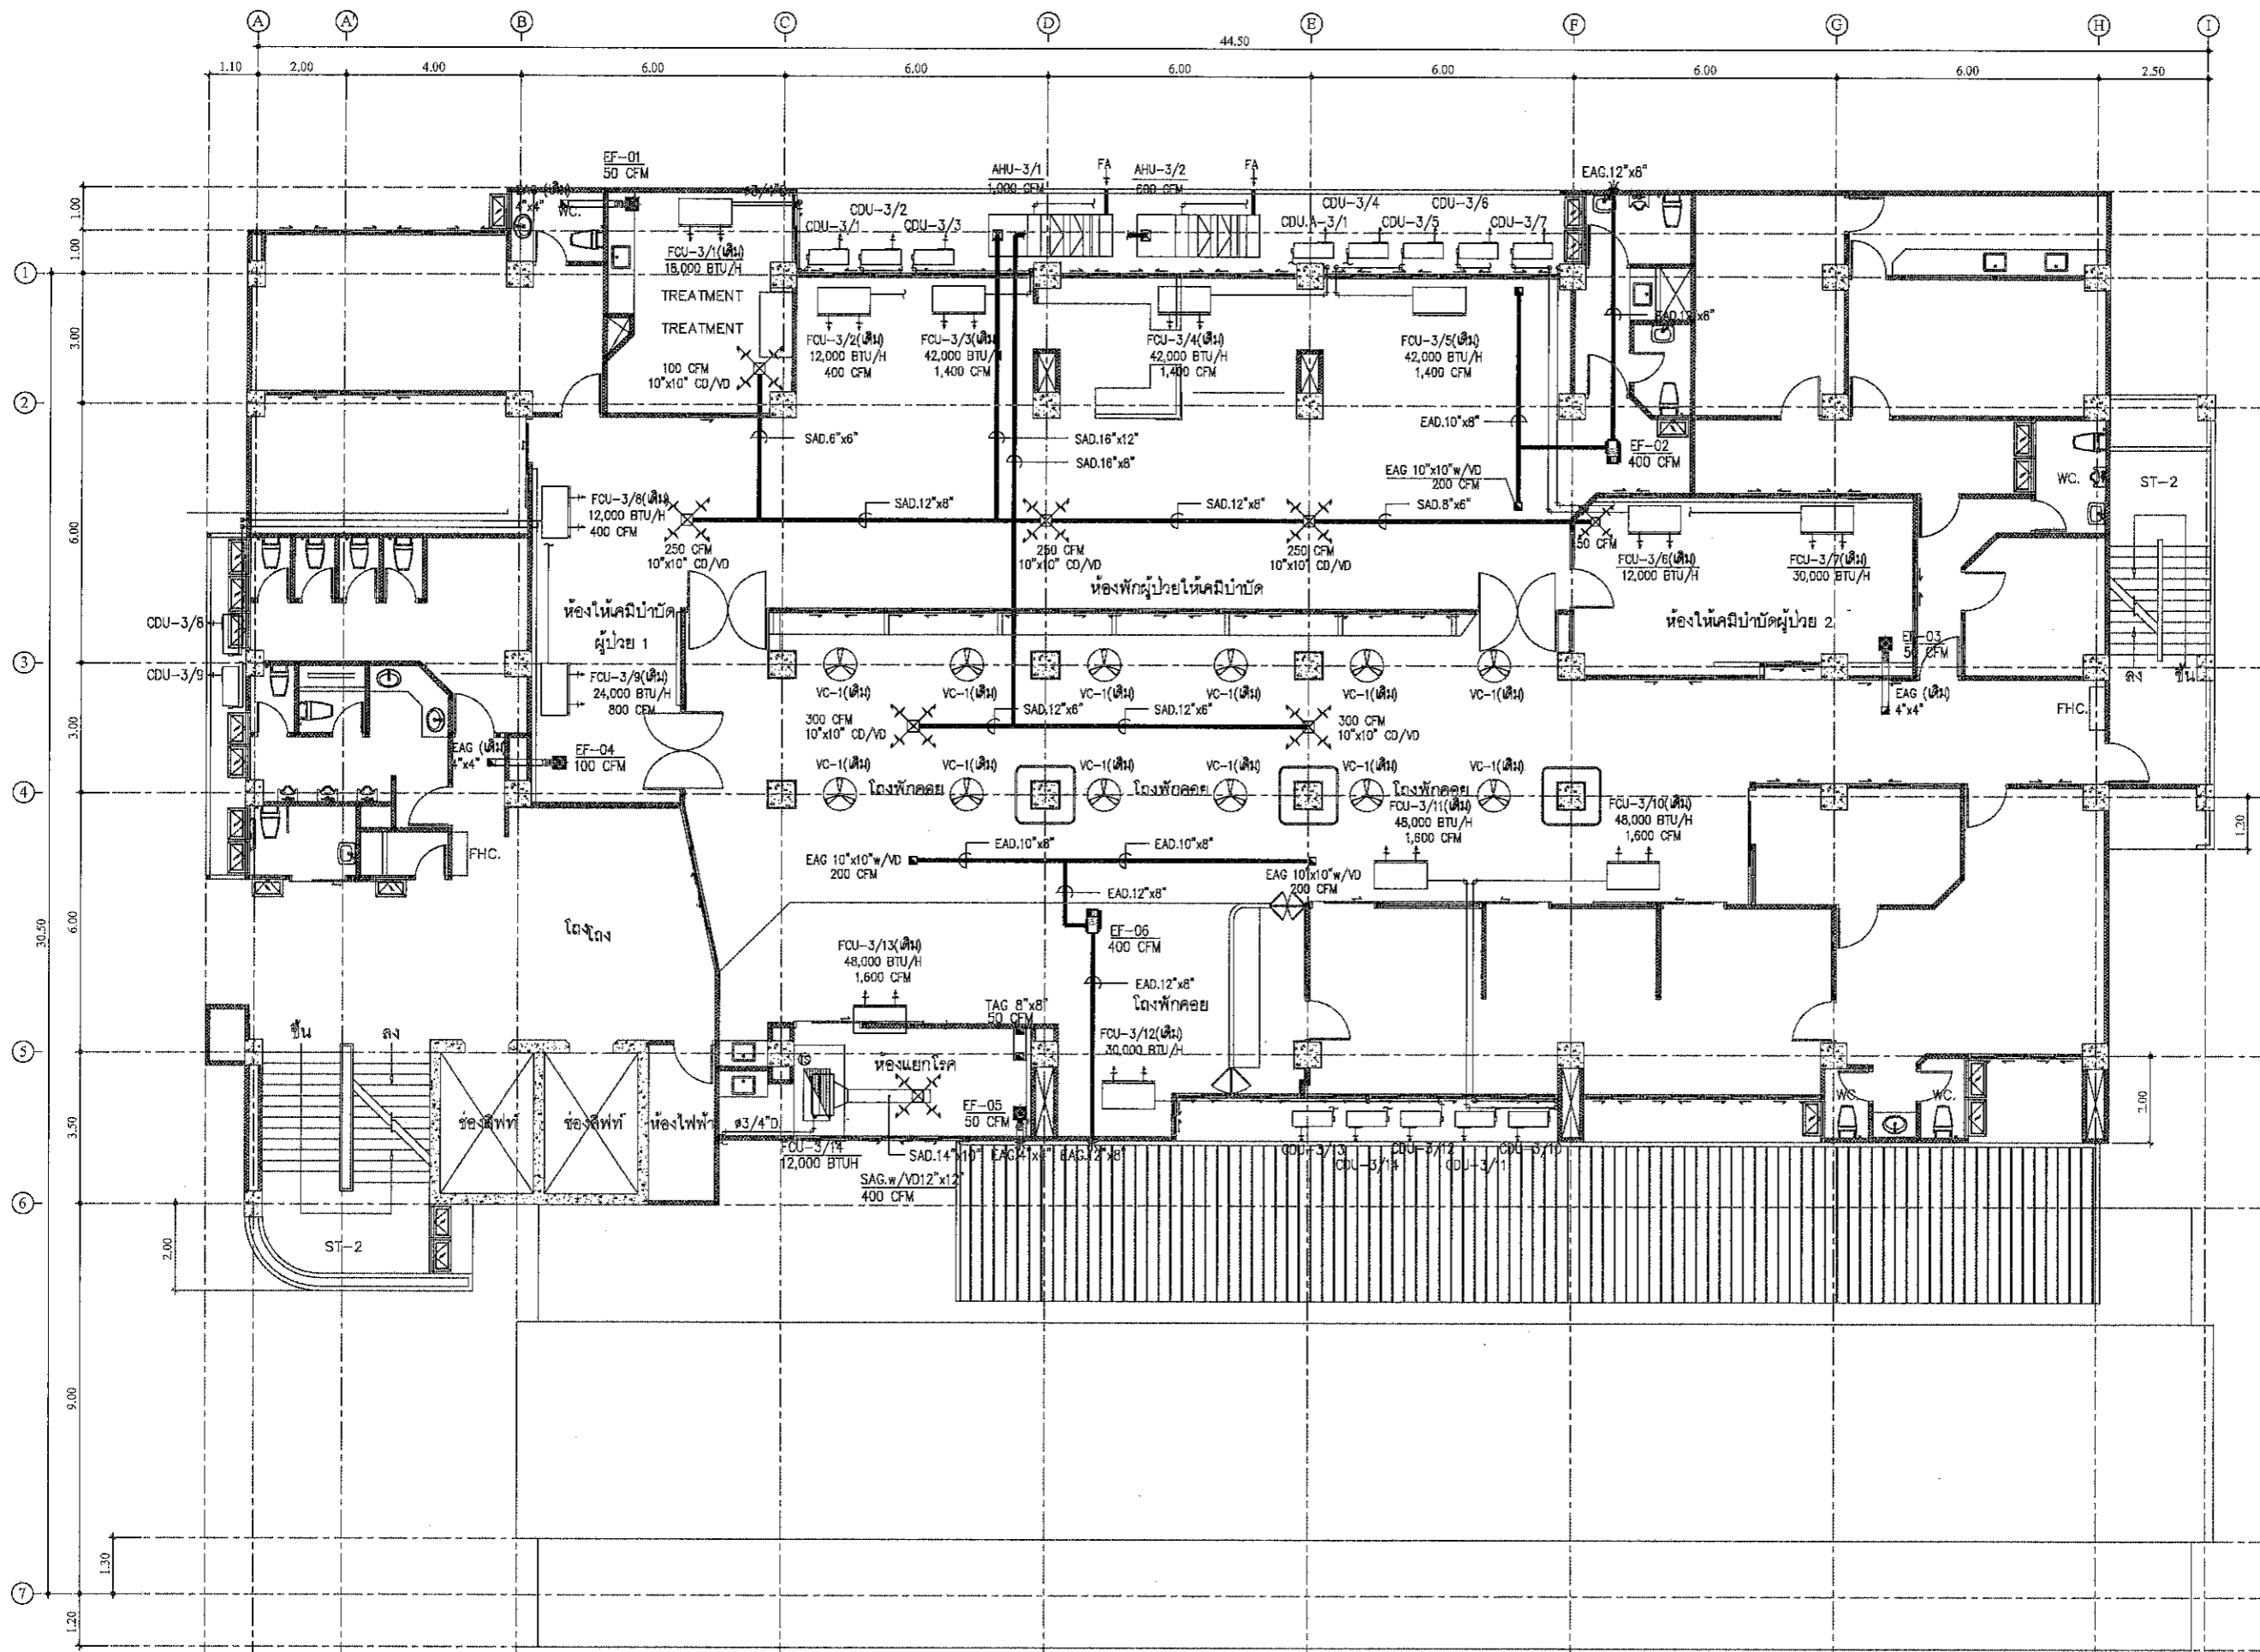 A A' B C D E F G H I
44.50
1.10 2.00 4.00 6.00 6.00 6.00 6.00 6.00 6.00 2.50
EF-01
50 CFM
EAG (เดิม)
4"x4"
WC.
AHU-3/1
1,000 CFM
FA
AHU-3/2
600 CFM
FA
EAG.12"x8"
1.00
1.00
CDU-3/2
CDU-3/1
CDU-3/3
CDU-3/4
CDU-3/6
CDU.A-3/1
CDU-3/5
CDU-3/7
FCU-3/1(เดิม)
18,000 BTU/H
1
TREATMENT
TREATMENT
3.00
EAD.12"x8"
FCU-3/2(เดิม)
12,000 BTU/H
400 CFM
FCU-3/3(เดิม)
42,000 BTU/H
1,400 CFM
FCU-3/4(เดิม)
42,000 BTU/H
1,400 CFM
FCU-3/5(เดิม)
42,000 BTU/H
1,400 CFM
100 CFM
10"x10" CD/VD
2
SAD.6"x6"
SAD.16"x12"
SAD.16"x8"
EAD.10"x8"
EF-02
400 CFM
EAG 10"x10"w/VD
200 CFM
WC.
ST-2
FCU-3/8(เดิม)
12,000 BTU/H
400 CFM
SAD.12"x8"
SAD.12"x8"
SAD.8"x6"
6.00
250 CFM
10"x10" CD/VD
250 CFM
10"x10" CD/VD
250 CFM
10"x10" CD/VD
50 CFM
FCU-3/6(เดิม)
12,000 BTU/H
FCU-3/7(เดิม)
30,000 BTU/H
ห้องพักผู้ป่วยให้เคมีบำบัด
ห้องให้เคมีบำบัด
ผู้ป่วย 1
ห้องให้เคมีบำบัดผู้ป่วย 2
CDU-3/8
EF-03
50 CFM
3
CDU-3/9
ลง
ขึ้น
FCU-3/9(เดิม)
24,000 BTU/H
800 CFM
VC-1(เดิม) VC-1(เดิม) VC-1(เดิม) VC-1(เดิม) VC-1(เดิม) VC-1(เดิม)
EAG (เดิม)
4"x4"
FHC.
3.00
300 CFM
10"x10" CD/VD
SAD.12"x6"
SAD.12"x6"
300 CFM
10"x10" CD/VD
EAG (เดิม)
4"x4"
EF-04
100 CFM
VC-1(เดิม) VC-1(เดิม) VC-1(เดิม) VC-1(เดิม) VC-1(เดิม) VC-1(เดิม)
4
โถงพักคอย
โถงพักคอย
โถงพักคอย
FCU-3/11(เดิม)
48,000 BTU/H
1,600 CFM
FCU-3/10(เดิม)
48,000 BTU/H
1,600 CFM
1.30
FHC.
EAD.10"x8"
EAD.10"x8"
EAG 10"x10"w/VD
200 CFM
EAG 10"x10"w/VD
200 CFM
EAD.12"x8"
30.50
6.00
โถง
โถง
EF-06
400 CFM
FCU-3/13(เดิม)
48,000 BTU/H
1,600 CFM
EAD.12"x8"
โถงพักคอย
TAG 8"x8"
50 CFM
ขึ้น
ลง
FCU-3/12(เดิม)
30,000 BTU/H
5
ห้องแยกโรค
3.50
ช่องลิฟท์
ช่องลิฟท์
ห้องไฟฟ้า
ø3/4"D.
EF-05
50 CFM
WC.
WC.
2.00
FCU-3/14
12,000 BTUH
SAD.14"x10"
EAG.4"x4"
EAG.12"x8"
CDU-3/13
CDU-3/14
CDU-3/12
CDU-3/11
CDU-3/10
SAG.w/VD12"x12"
400 CFM
6
2.00
ST-2
9.00
1.30
7
1.20